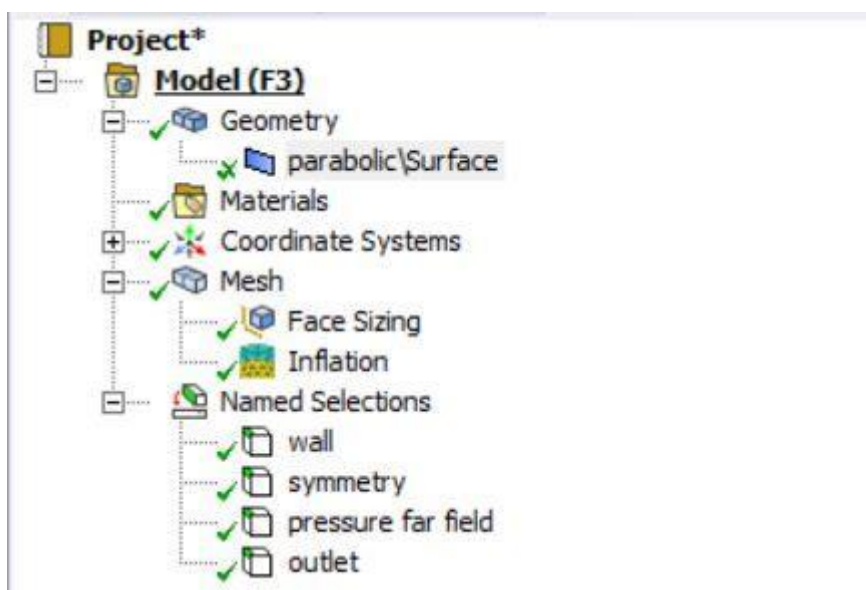 Project*
Model (F3)
Geometry
parabolic\Surface
Materials
Coordinate Systems
Mesh
Face Sizing
Inflation
Named Selections
wall
symmetry
pressure far field
outlet